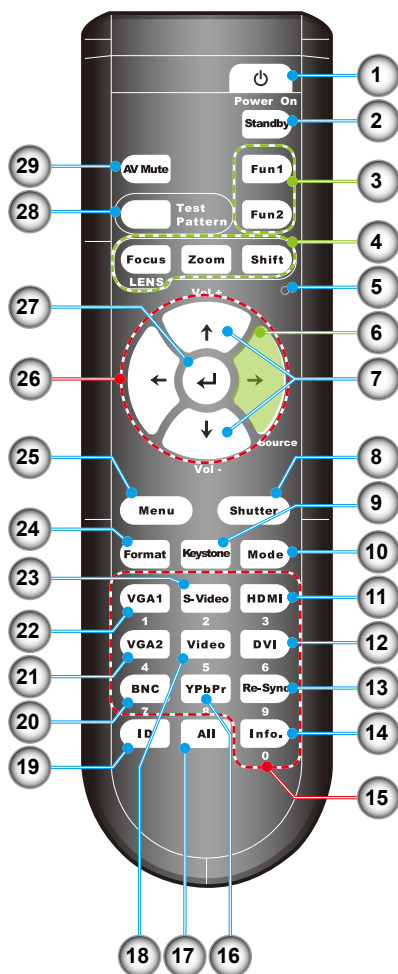 1
Power On
Standby
2
29
AV Mute
Fun1
3
28
Test
Pattern
Fun2
4
Focus
Zoom
Shift
LENS
5
Vol +
27
6
26
7
Source
Vol -
25
8
Menu
Shutter
9
24
Format
Keystone
Mode
10
23
VGA1
S-Video
HDMI
11
1
2
3
22
VGA2
Video
DVI
12
4
5
6
21
BNC
YPbPr
Re-Sync
13
7
8
9
20
ID
All
Info.
14
0
19
15
18
17
16